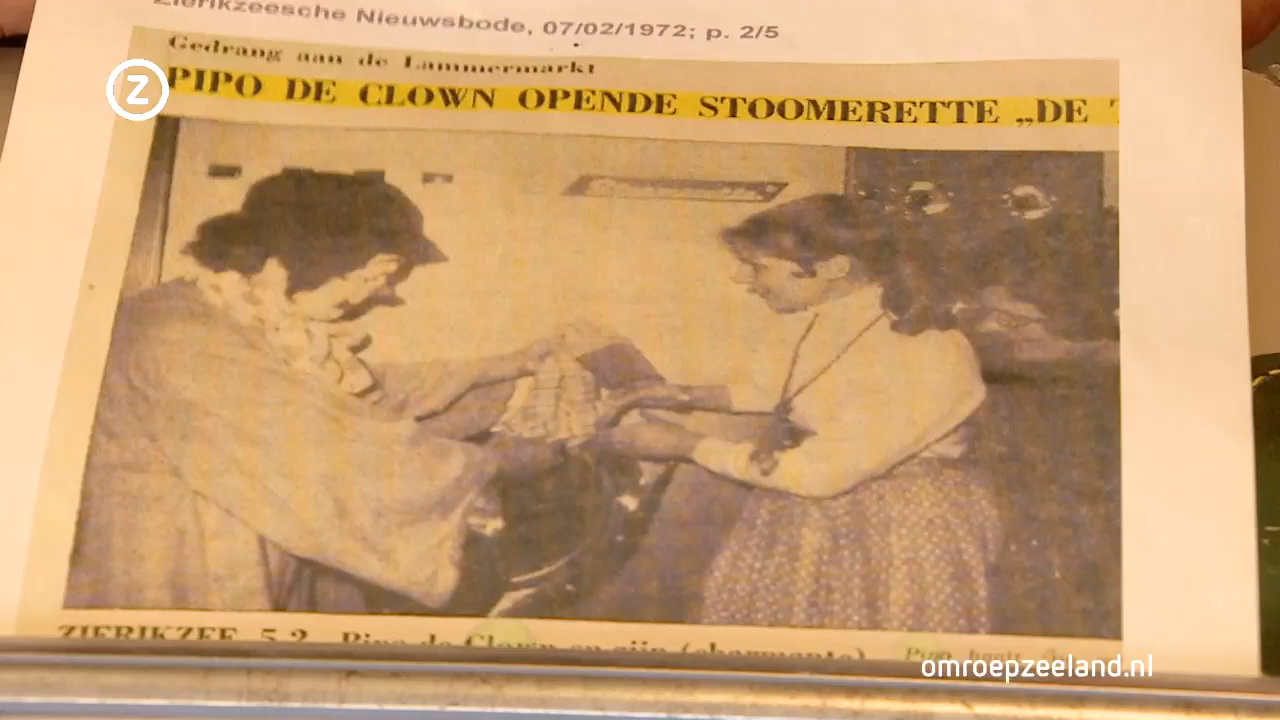 Zierikzeesche Nieuwsbode, 07/02/1972; p. 2/5
Gedrang aan de Lammermarkt
Z
PIPO DE CLOWN OPENDE STOOMERETTE „DE
ZIERIKZEE, 5-2. Pipo de Clown en zijn (charmante)
Pipo
omroepzeeland.nl